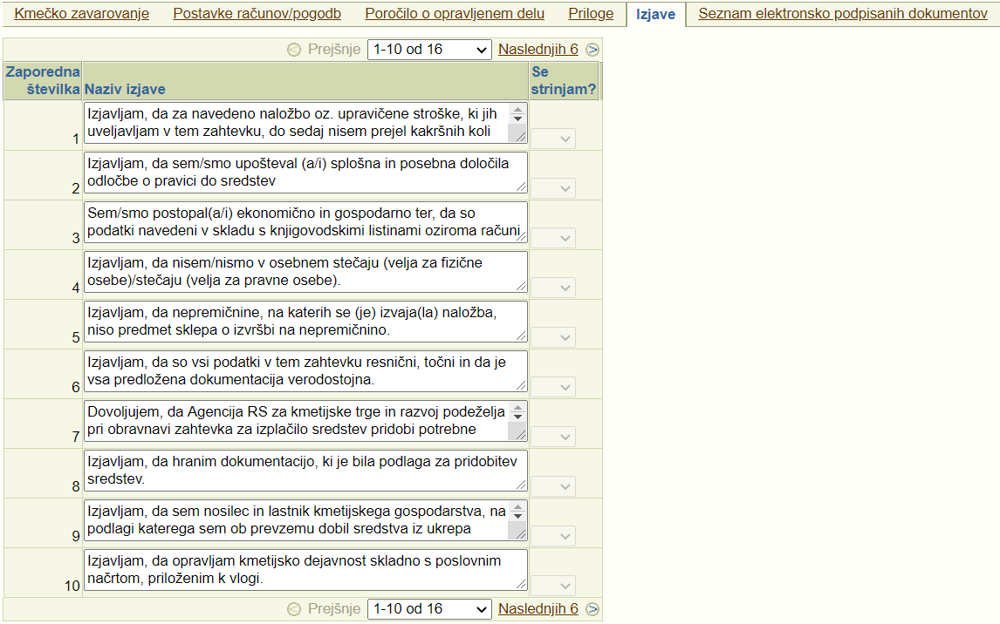 Kmečko zavarovanje Postavke računov/pogodb Poročilo o opravljenem delu Priloge Izjave Seznam elektronsko podpisanih dokumentov
Prejšnje 1-10 od 16 Naslednjih 6
Zaporedna številka Naziv izjave Se strinjam?
1 Izjavljam, da za navedeno naložbo oz. upravičene stroške, ki jih
uveljavljam v tem zahtevku, do sedaj nisem prejel kakršnih koli
2 Izjavljam, da sem/smo upošteval (a/i) splošna in posebna določila
odločbe o pravici do sredstev
3 Sem/smo postopal(a/i) ekonomično in gospodarno ter, da so
podatki navedeni v skladu s knjigovodskimi listinami oziroma računi
4 Izjavljam, da nisem/nismo v osebnem stečaju (velja za fizične
osebe)/stečaju (velja za pravne osebe).
5 Izjavljam, da nepremičnine, na katerih se (je) izvaja(la) naložba,
niso predmet sklepa o izvršbi na nepremičnino.
6 Izjavljam, da so vsi podatki v tem zahtevku resnični, točni in da je
vsa predložena dokumentacija verodostojna.
7 Dovoljujem, da Agencija RS za kmetijske trge in razvoj podeželja
pri obravnavi zahtevka za izplačilo sredstev pridobi potrebne
8 Izjavljam, da hranim dokumentacijo, ki je bila podlaga za pridobitev
sredstev.
9 Izjavljam, da sem nosilec in lastnik kmetijskega gospodarstva, na
podlagi katerega sem ob prevzemu dobil sredstva iz ukrepa
10 Izjavljam, da opravljam kmetijsko dejavnost skladno s poslovnim
načrtom, priloženim k vlogi.
Prejšnje 1-10 od 16 Naslednjih 6